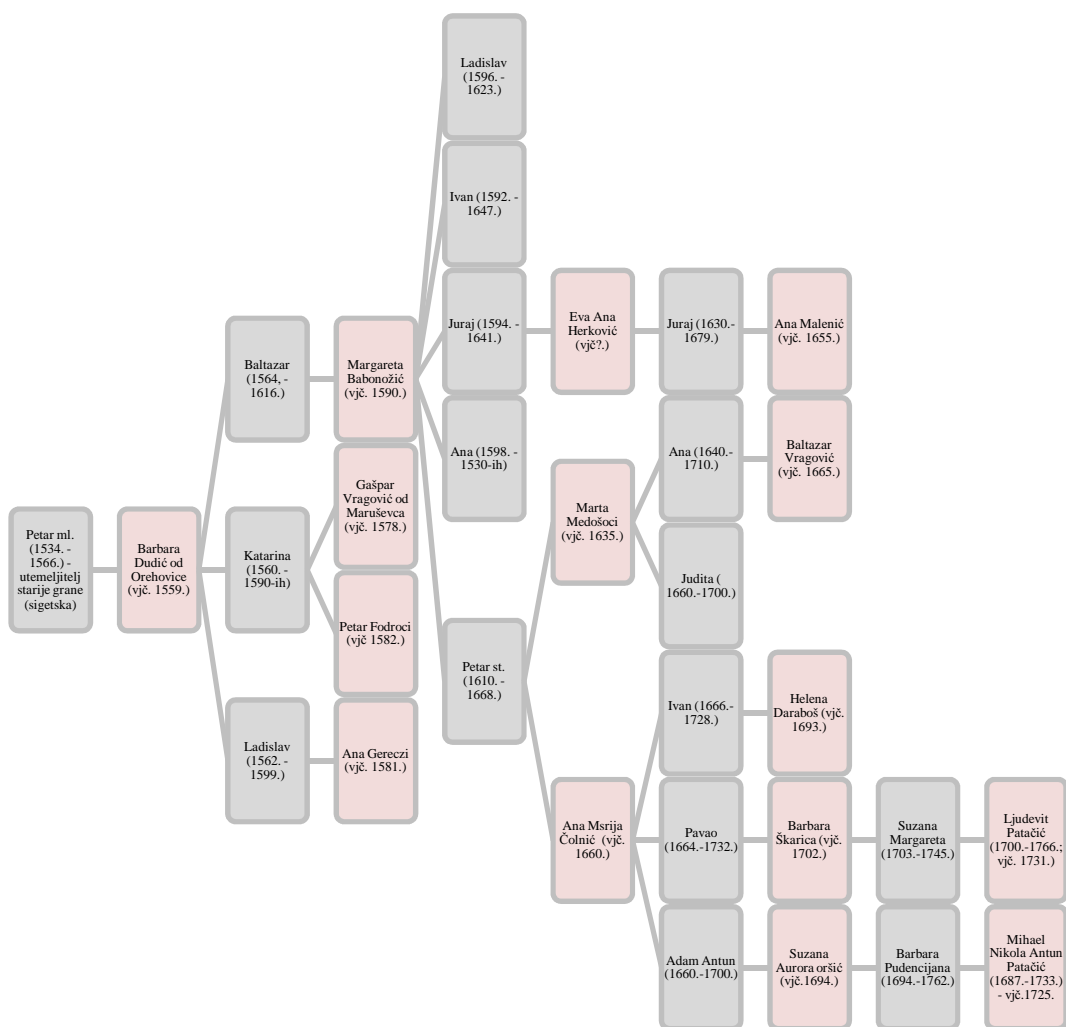 Ladislav
(1596. -
1623.)
Ivan (1592. -
1647.)
Juraj (1594. -
1641.)
Eva Ana
Herković
(vjč?.)
Juraj (1630.-
1679.)
Ana Malenić
(vjč. 1655.)
Baltazar
(1564, -
1616.)
Margareta
Babonožić
(vjč. 1590.)
Ana (1598. -
1530-ih)
Ana (1640.-
1710.)
Baltazar
Vragović
(vjč. 1665.)
Gašpar
Vragović od
Maruševca
(vjč. 1578.)
Marta
Medošoci
(vjč. 1635.)
Petar ml.
(1534. -
1566.) -
utemeljitelj
starije grane
(sigetska)
Barbara
Dudić od
Orehovice
(vjč. 1559.)
Katarina
(1560. -
1590-ih)
Judita (
1660.-1700.)
Petar Fodroci
(vjč 1582.)
Petar st.
(1610. -
1668.)
Ivan (1666.-
1728.)
Helena
Daraboš (vjč.
1693.)
Ladislav
(1562. -
1599.)
Ana Gereczi
(vjč. 1581.)
Ana Msrija
Čolnić  (vjč.
1660.)
Pavao
(1664.-1732.)
Barbara
Škarica (vjč.
1702.)
Suzana
Margareta
(1703.-1745.)
Ljudevit
Patačić
(1700.-1766.;
vjč. 1731.)
Adam Antun
(1660.-1700.)
Suzana
Aurora oršić
(vjč.1694.)
Barbara
Pudencijana
(1694.-1762.)
Mihael
Nikola Antun
Patačić
(1687.-1733.)
- vjč.1725.